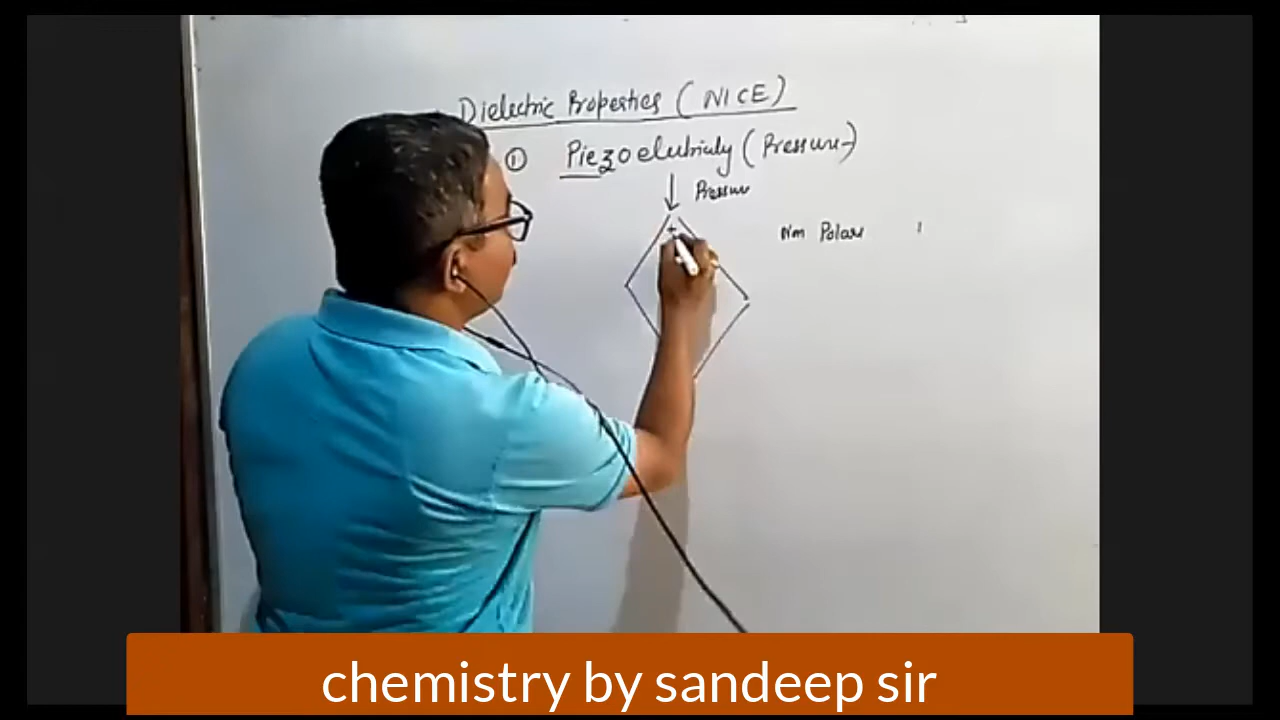 Dielectric Properties ( NICE )
① Piezoelectricity ( Pressure )
Pressure
+
Non Polar
chemistry by sandeep sir